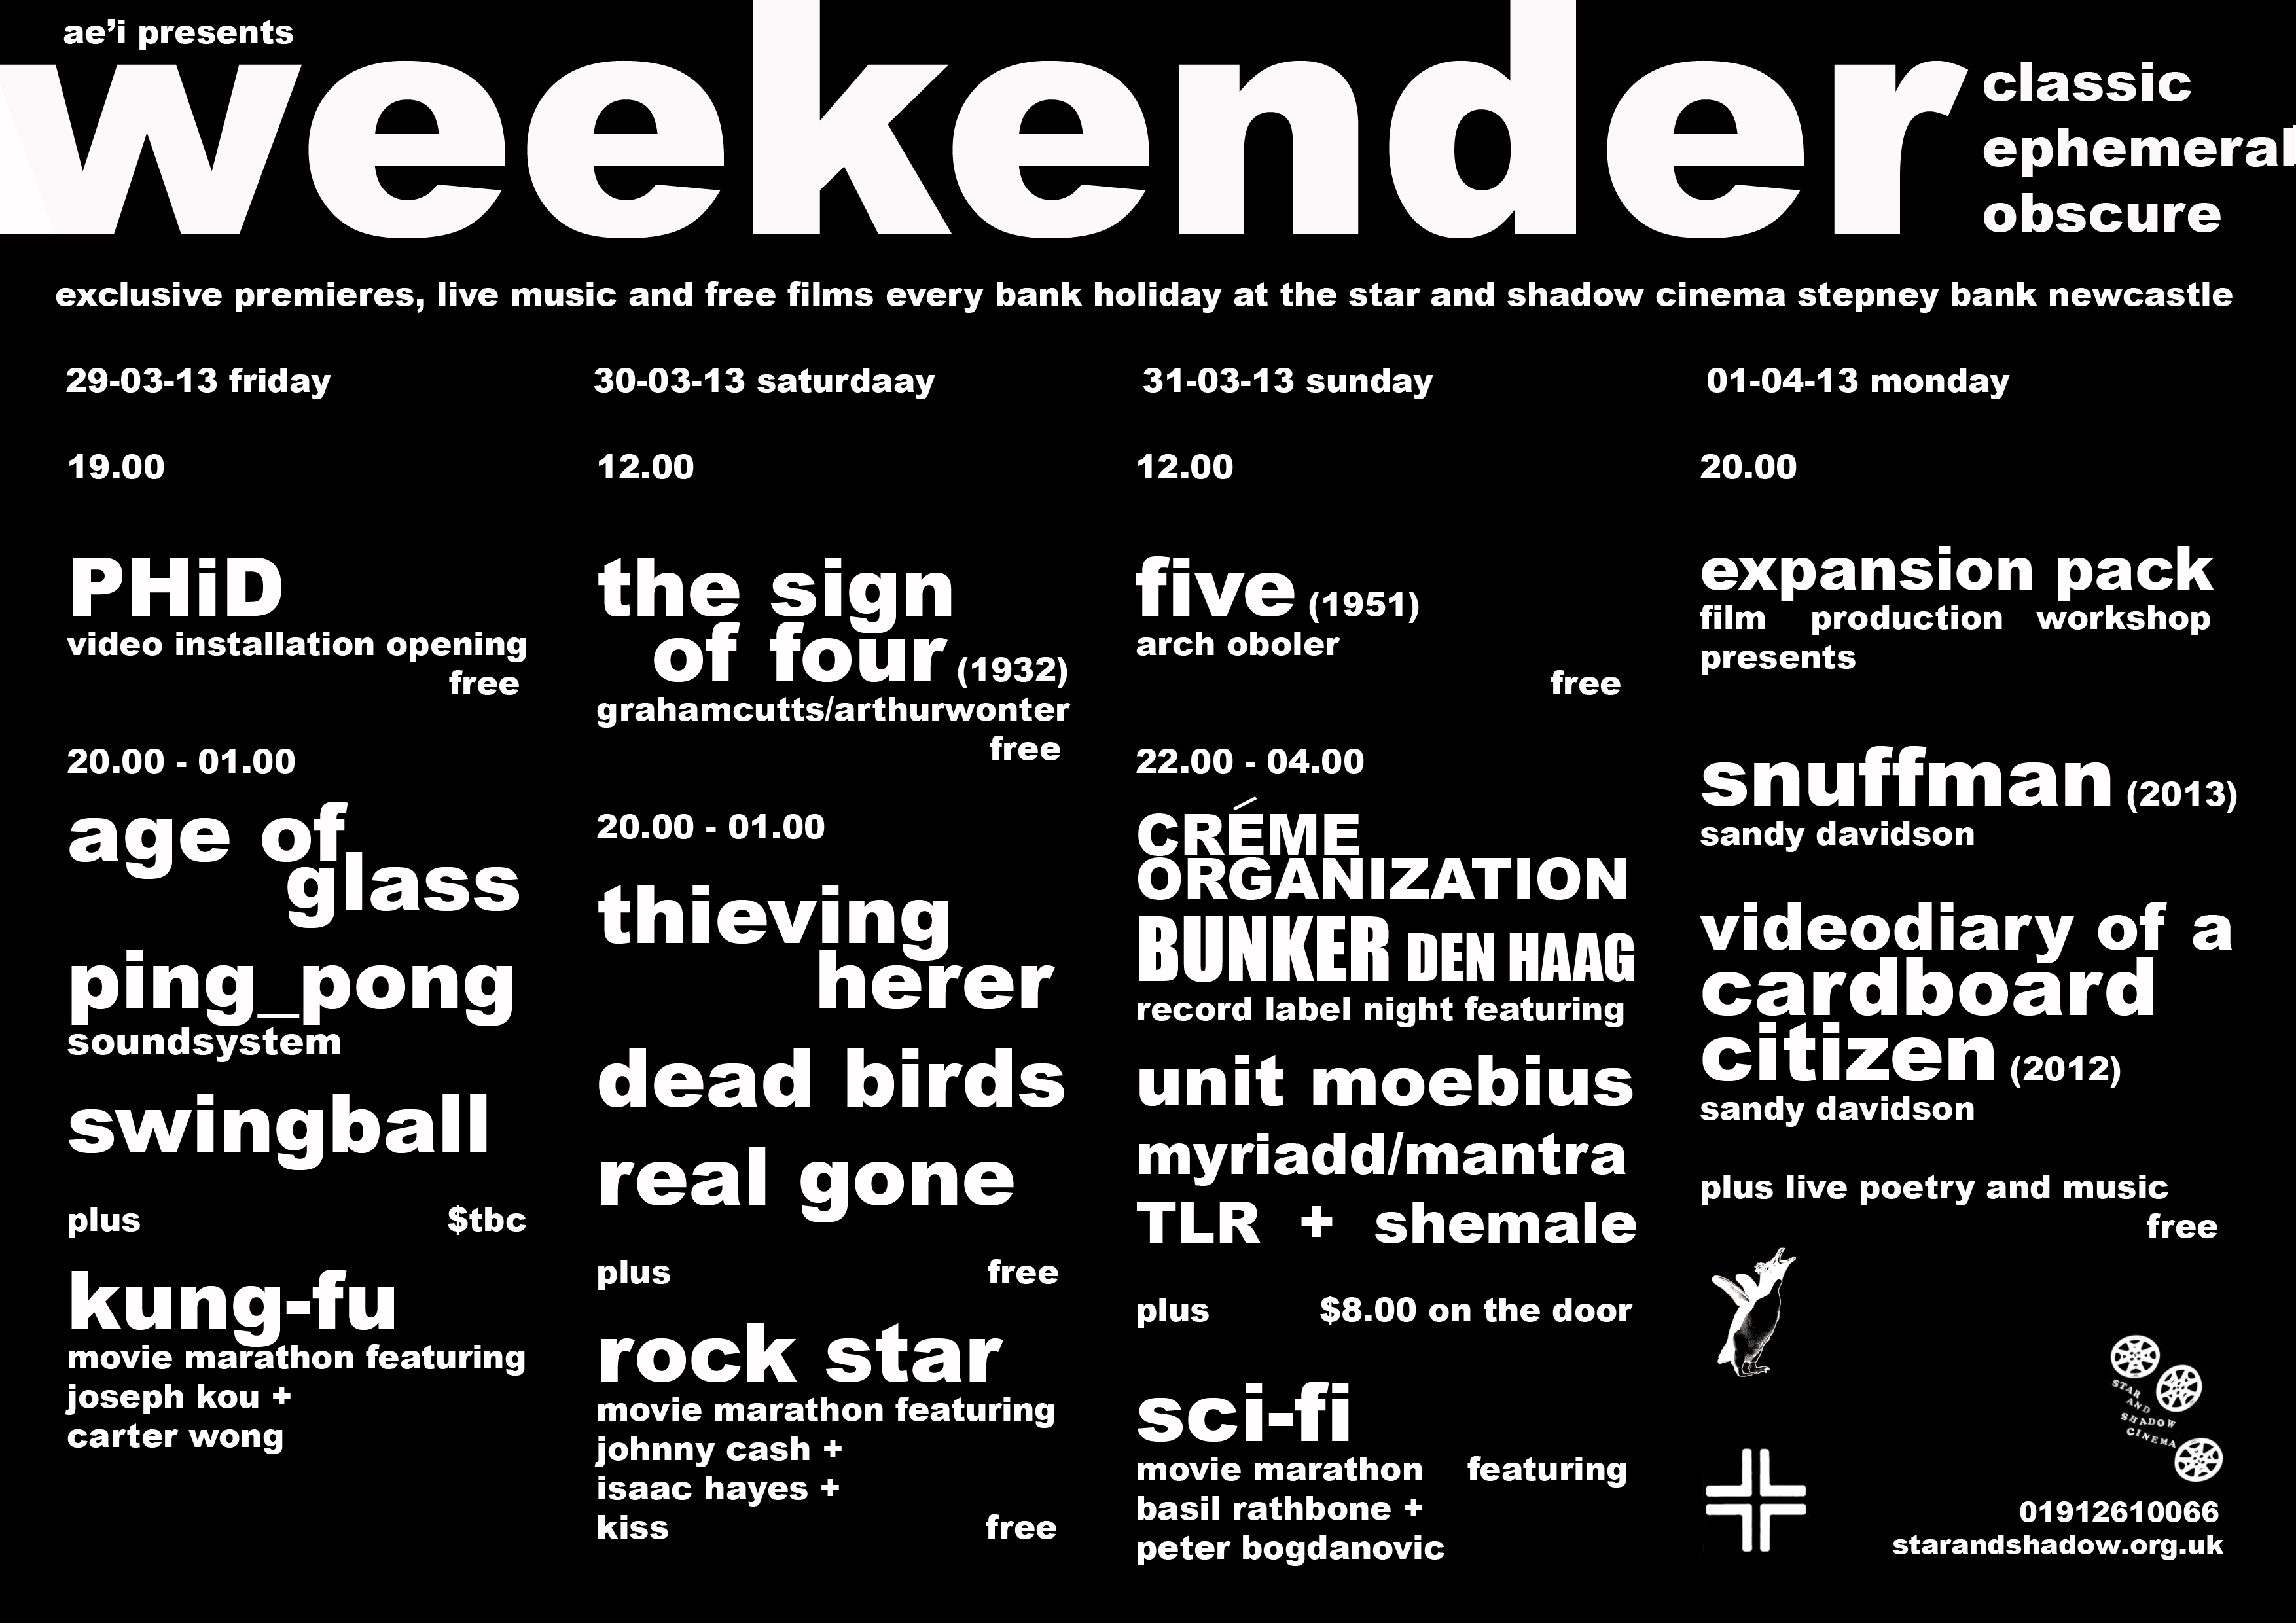 ae’i presents
weekender
classic
ephemeral
obscure
exclusive premieres, live music and free films every bank holiday at the star and shadow cinema stepney bank newcastle
29-03-13 friday
19.00
PHiD
video installation opening
free
20.00 - 01.00
age of
glass
ping_pong
soundsystem
swingball
plus $tbc
kung-fu
movie marathon featuring
joseph kou +
carter wong
30-03-13 saturdaay
12.00
the sign
of four (1932)
grahamcutts/arthurwonter
free
20.00 - 01.00
thieving
herer
dead birds
real gone
plus free
rock star
movie marathon featuring
johnny cash +
isaac hayes +
kiss free
31-03-13 sunday
12.00
five (1951)
arch oboler
free
22.00 - 04.00
CRÉME
ORGANIZATION
BUNKER DEN HAAG
record label night featuring
unit moebius
myriadd/mantra
TLR + shemale
plus $8.00 on the door
sci-fi
movie marathon featuring
basil rathbone +
peter bogdanovic
01-04-13 monday
20.00
expansion pack
film production workshop
presents
snuffman (2013)
sandy davidson
videodiary of a
cardboard
citizen (2012)
sandy davidson
plus live poetry and music
free
STAR
AND
SHADOW
CINEMA
01912610066
starandshadow.org.uk